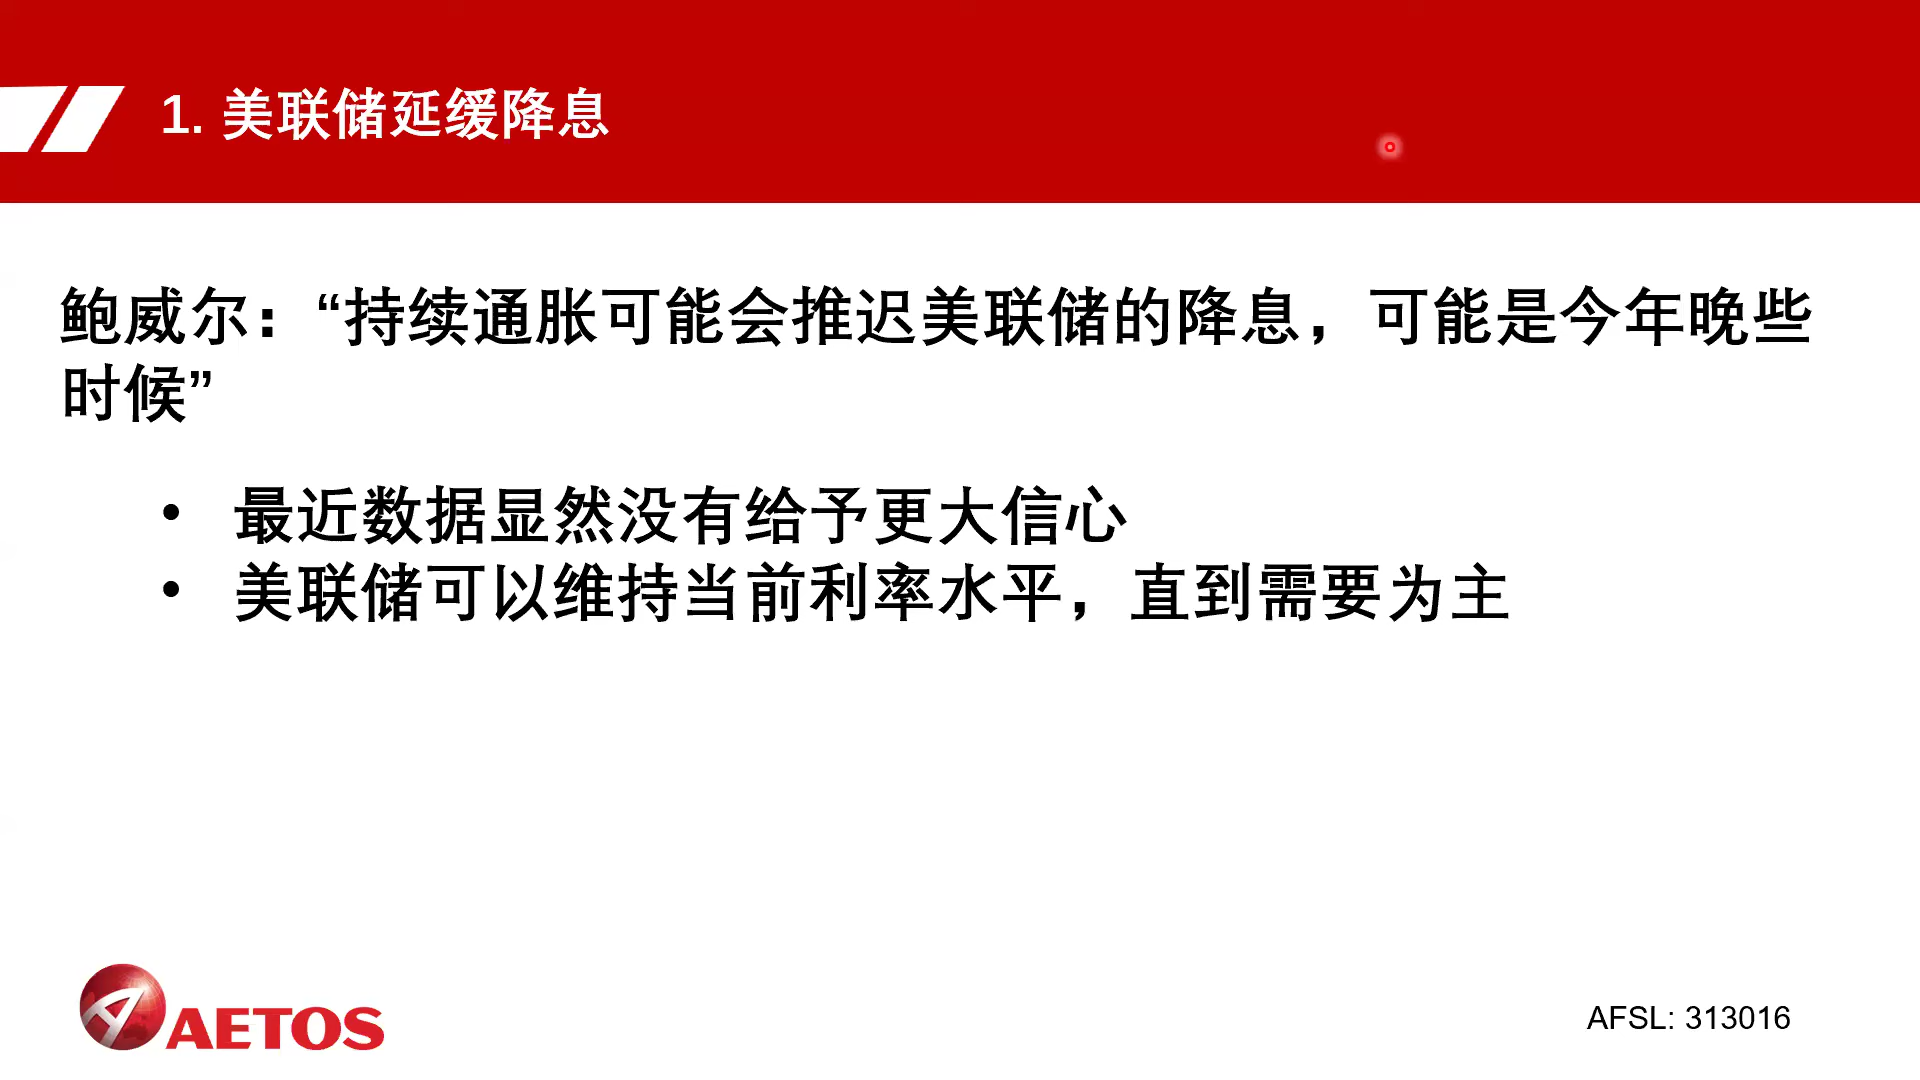 1. 美联储延缓降息
鲍威尔：“持续通胀可能会推迟美联储的降息，可能是今年晚些
时候”
• 最近数据显然没有给予更大信心
• 美联储可以维持当前利率水平，直到需要为主
AETOS
AFSL: 313016